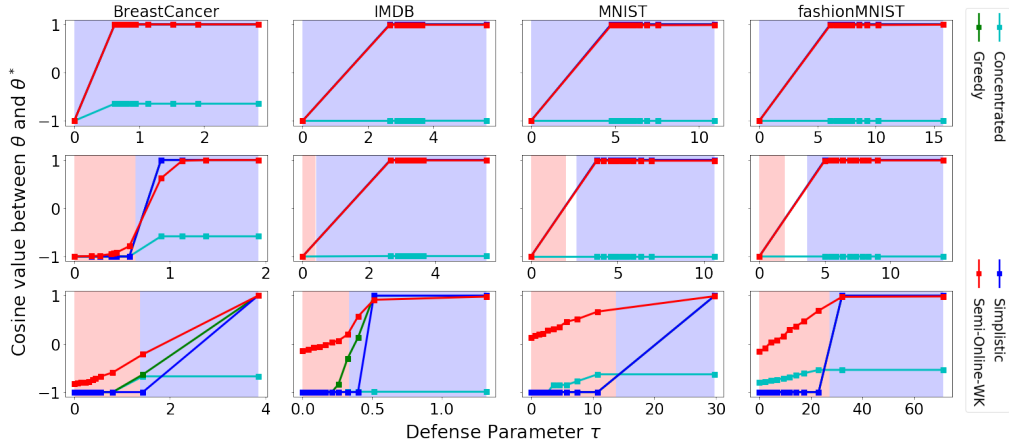 BreastCancer IMDB MNIST fashionMNIST
1
0
−1
0 1 2
0 2 4
0 5 10
0 5 10 15
1
0
−1
0 1 2
0 2 4
0 5 10
0 5 10 15
1
0
−1
0 2 4
0.0 0.5 1.0
0 10 20 30
0 20 40 60
Cosine value between θ and θ*
Defense Parameter τ
Concentrated
Greedy
Simplistic
Semi-Online-WK